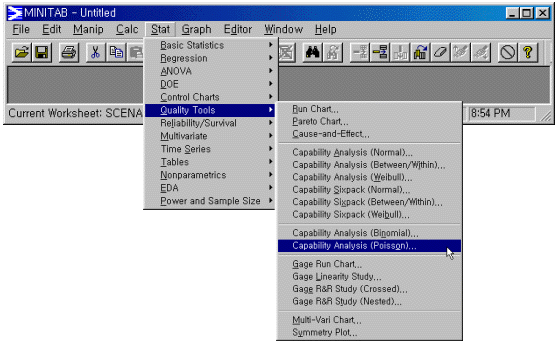 MINITAB - Untitled
File Edit Manip Calc Stat Graph Editor Window Help
Basic Statistics
Regression
ANOVA
DOE
Control Charts
Current Worksheet: SCENA
Quality Tools
Reliability/Survival
Multivariate
Time Series
Tables
Nonparametrics
EDA
Power and Sample Size
8:54 PM
Run Chart...
Pareto Chart...
Cause-and-Effect...
Capability Analysis (Normal)...
Capability Analysis (Between/Within)...
Capability Analysis (Weibull)...
Capability Sixpack (Normal)...
Capability Sixpack (Between/Within)...
Capability Sixpack (Weibull)...
Capability Analysis (Binomial)...
Capability Analysis (Poisson)...
Gage Run Chart...
Gage Linearity Study...
Gage R&R Study (Crossed)...
Gage R&R Study (Nested)...
Multi-Vari Chart...
Symmetry Plot...